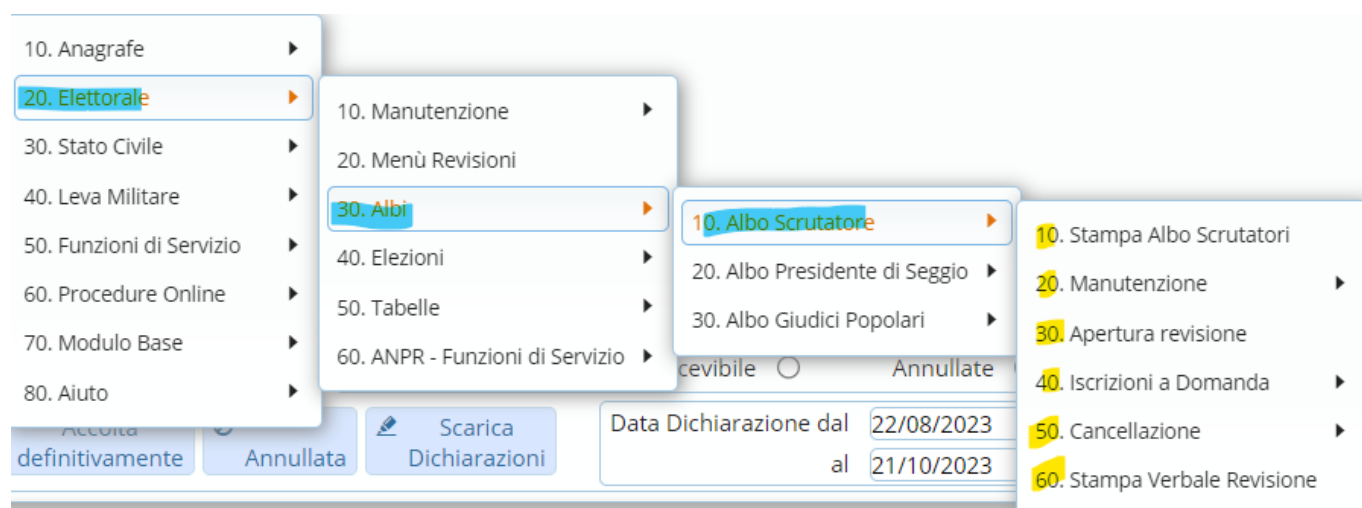 10. Anagrafe
20. Elettorale
30. Stato Civile
40. Leva Militare
50. Funzioni di Servizio
60. Procedure Online
70. Modulo Base
80. Aiuto
10. Manutenzione
20. Menù Revisioni
30. Albi
40. Elezioni
50. Tabelle
60. ANPR - Funzioni di Servizio
10. Albo Scrutatore
20. Albo Presidente di Seggio
30. Albo Giudici Popolari
10. Stampa Albo Scrutatori
20. Manutenzione
30. Apertura revisione
40. Iscrizioni a Domanda
50. Cancellazione
60. Stampa Verbale Revisione
cevibile Annullate
Accolta
definitivamente
Annullata
Scarica
Dichiarazioni
Data Dichiarazione dal 22/08/2023
al 21/10/2023